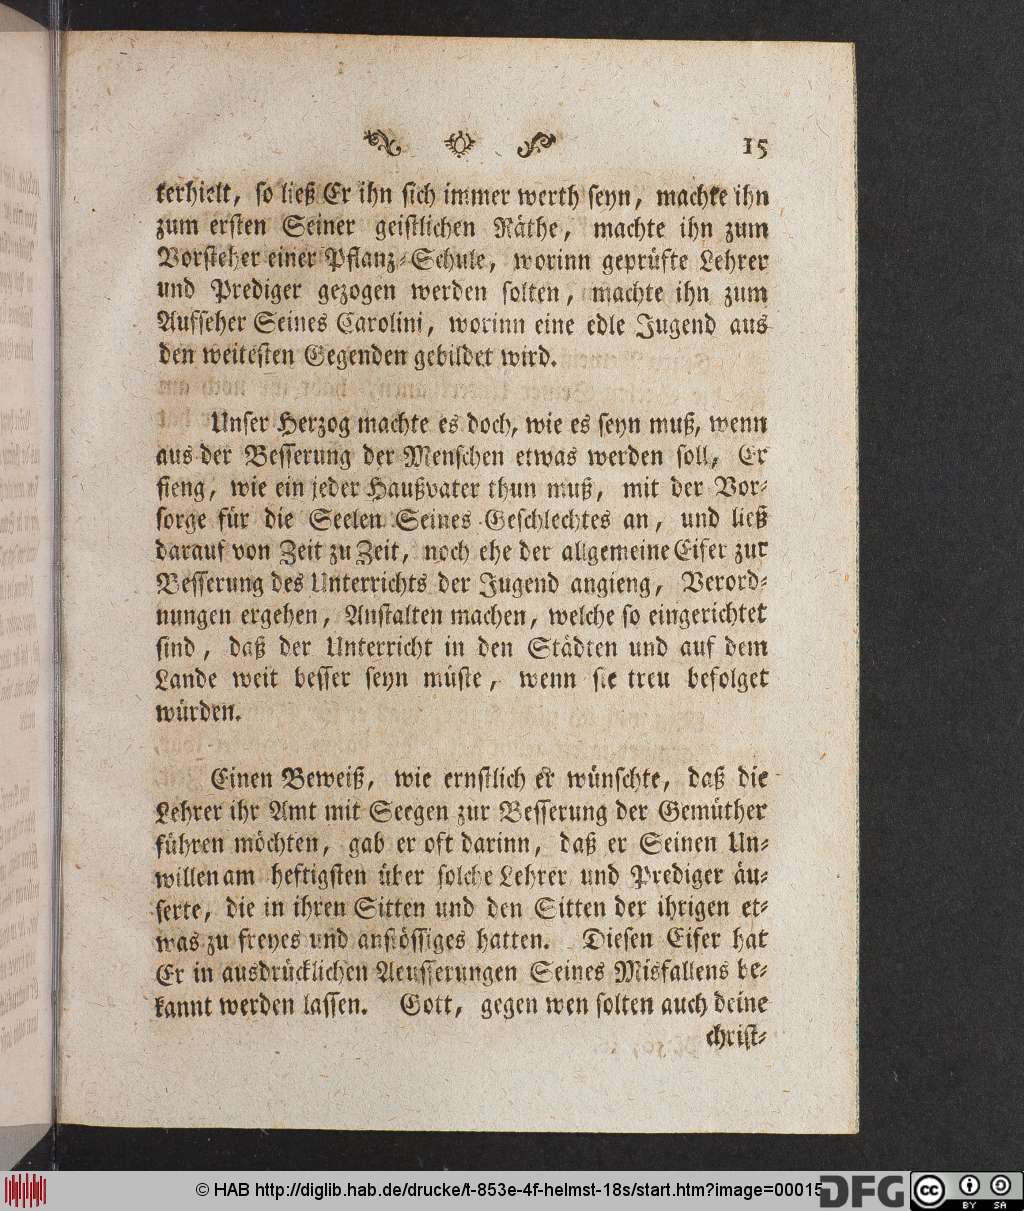 15
terhielt, so ließ Er ihn sich immer werth seyn, machte ihn
zum ersten Seiner geistlichen Räthe, machte ihn zum
Vorsteher einer Pflanz-Schule, worinn geprüfte Lehrer
und Prediger gezogen werden solten, machte ihn zum
Aufseher Seines Carolini, worinn eine edle Jugend aus
den weitesten Gegenden gebildet wird.
Unser Herzog machte es doch, wie es seyn muß, wenn
aus der Besserung der Menschen etwas werden soll, Er
fieng, wie ein jeder Haußvater thun muß, mit der Vor-
sorge für die Seelen Seines Geschlechtes an, und ließ
darauf von Zeit zu Zeit, noch ehe der allgemeine Eifer zur
Besserung des Unterrichts der Jugend angieng, Verord-
nungen ergehen, Anstalten machen, welche so eingerichtet
sind, daß der Unterricht in den Städten und auf dem
Lande weit besser seyn müste, wenn sie treu befolget
würden.
Einen Beweiß, wie ernstlich er wünschte, daß die
Lehrer ihr Amt mit Seegen zur Besserung der Gemüther
führen möchten, gab er oft darinn, daß er Seinen Un-
willen am heftigsten über solche Lehrer und Prediger äu-
serte, die in ihren Sitten und den Sitten der ihrigen et-
was zu freyes und anstössiges hatten. Diesen Eifer hat
Er in ausdrücklichen Aeusserungen Seines Misfallens be-
kannt werden lassen. Gott, gegen wen solten auch deine
christ-
© HAB http://diglib.hab.de/drucke/t-853e-4f-helmst-18s/start.htm?image=00015
DFG
cc BY SA